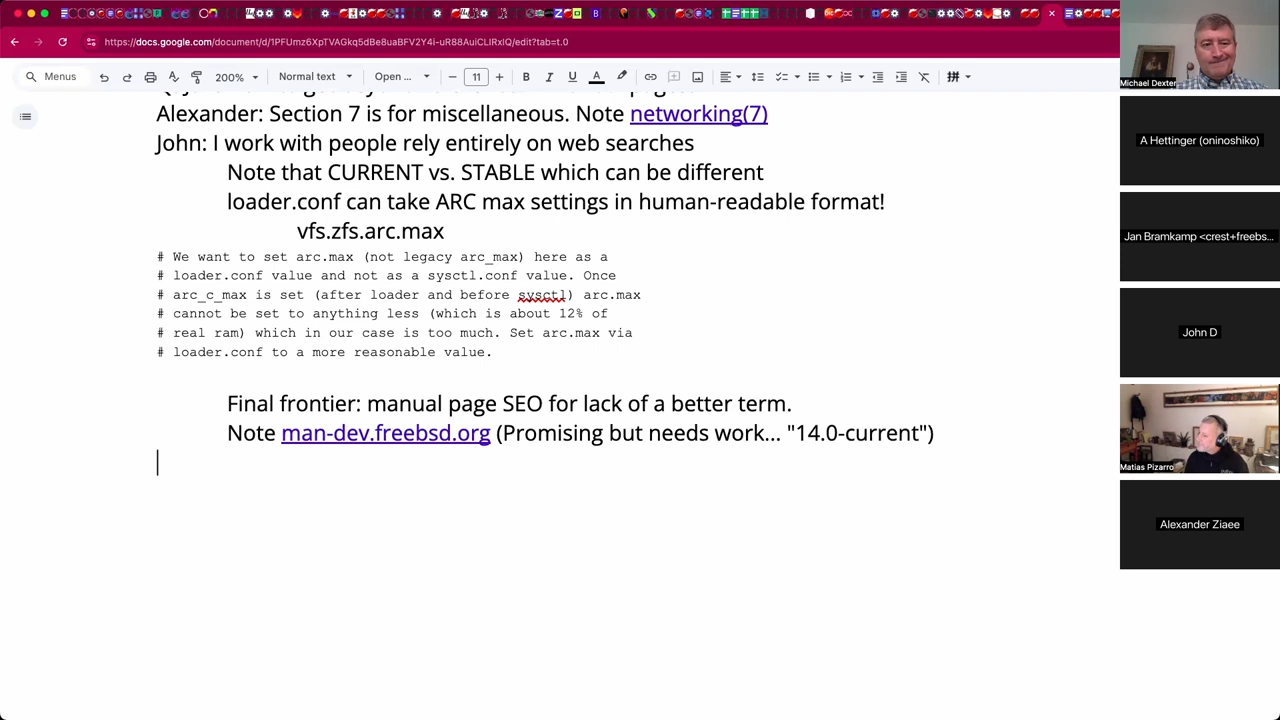 https://docs.google.com/document/d/1PFUmz6XpTVAGkq5dBe8uaBFV2Y4i-uR88AuiCLIRxIQ/edit?tab=t.0
Menus
200%
Normal text
Open ...
11
Alexander: Section 7 is for miscellaneous. Note networking(7)
John: I work with people rely entirely on web searches
Note that CURRENT vs. STABLE which can be different
loader.conf can take ARC max settings in human-readable format!
vfs.zfs.arc.max
# We want to set arc.max (not legacy arc_max) here as a
# loader.conf value and not as a sysctl.conf value. Once
# arc_c_max is set (after loader and before sysctl) arc.max
# cannot be set to anything less (which is about 12% of
# real ram) which in our case is too much. Set arc.max via
# loader.conf to a more reasonable value.
Final frontier: manual page SEO for lack of a better term.
Note man-dev.freebsd.org (Promising but needs work... "14.0-current")
Michael Dexter
A Hettinger (oninoshiko)
Jan Bramkamp <crest+freebs...
John D
Matias Pizarro
Alexander Ziaee